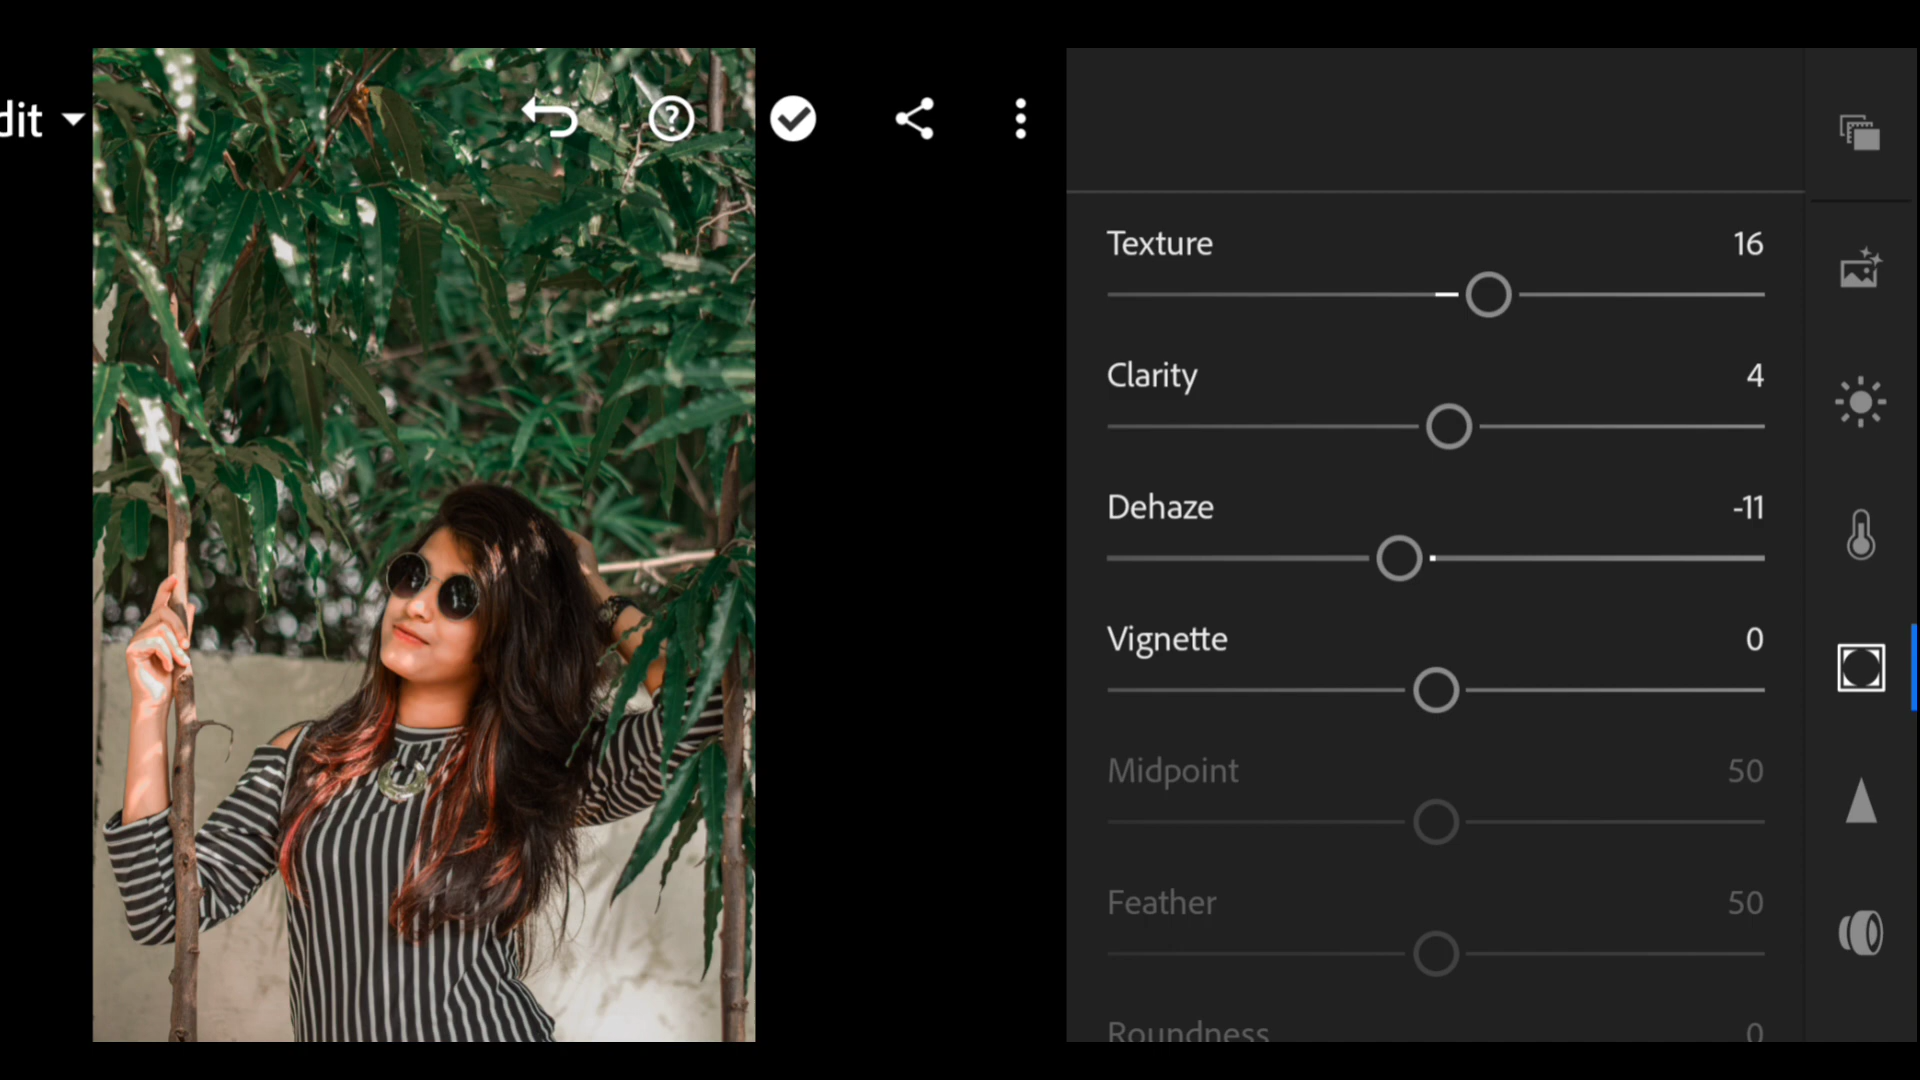 dit
Texture 16
Clarity 4
Dehaze -11
Vignette 0
Midpoint 50
Feather 50
Roundness 0